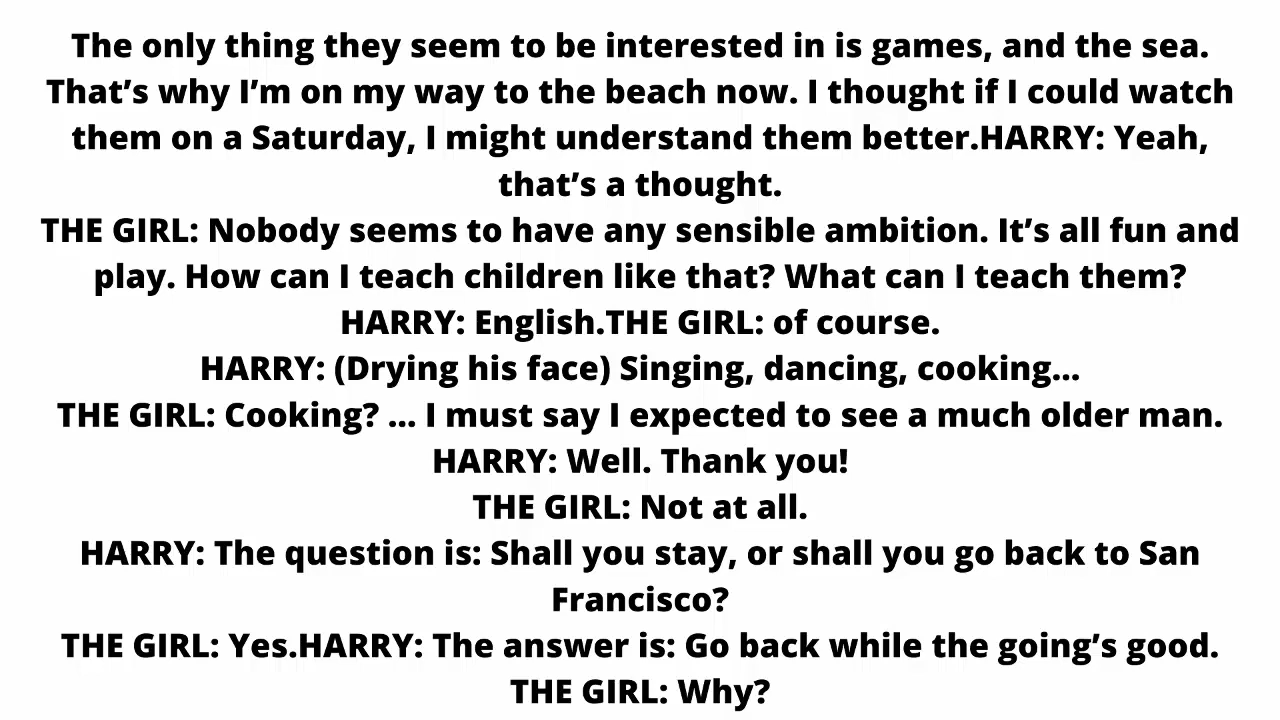 The only thing they seem to be interested in is games, and the sea.
That’s why I’m on my way to the beach now. I thought if I could watch
them on a Saturday, I might understand them better.HARRY: Yeah,
that’s a thought.
THE GIRL: Nobody seems to have any sensible ambition. It’s all fun and
play. How can I teach children like that? What can I teach them?
HARRY: English.THE GIRL: of course.
HARRY: (Drying his face) Singing, dancing, cooking…
THE GIRL: Cooking? … I must say I expected to see a much older man.
HARRY: Well. Thank you!
THE GIRL: Not at all.
HARRY: The question is: Shall you stay, or shall you go back to San
Francisco?
THE GIRL: Yes.HARRY: The answer is: Go back while the going’s good.
THE GIRL: Why?